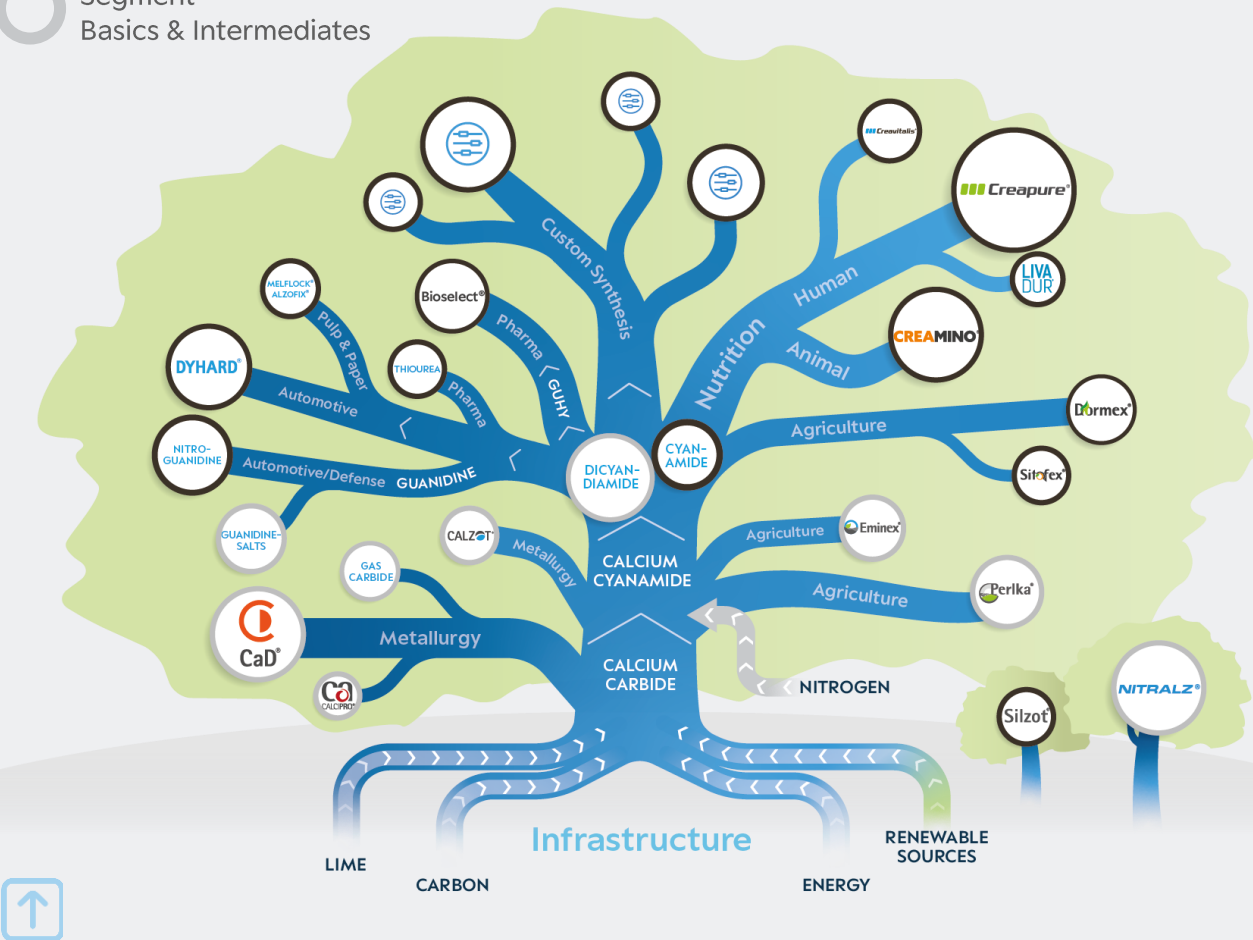 Segment
Basics & Intermediates
Creavitalis®
Creapure®
LIVA
DUR®
Custom Synthesis
Human
MELFLOCK®
ALZOFIX®
Bioselect®
CREAMINO®
Nutrition
Animal
Pulp & Paper
Pharma
DYHARD®
THIOUREA
Pharma
GUHY
Automotive
Dormex®
Agriculture
NITRO-
GUANIDINE
CYAN-
AMIDE
DICYAN-
DIAMIDE
Automotive/Defense
GUANIDINE
Sitofex®
GUANIDINE-
SALTS
CALZOT®
Metallurgy
Agriculture
Eminex®
GAS
CARBIDE
CALCIUM
CYANAMIDE
Agriculture
Perlka®
CaD®
Metallurgy
CALCIUM
CARBIDE
NITROGEN
ca
CALCIPRO®
Silzot®
NITRALZ®
Infrastructure
LIME
CARBON
ENERGY
RENEWABLE
SOURCES